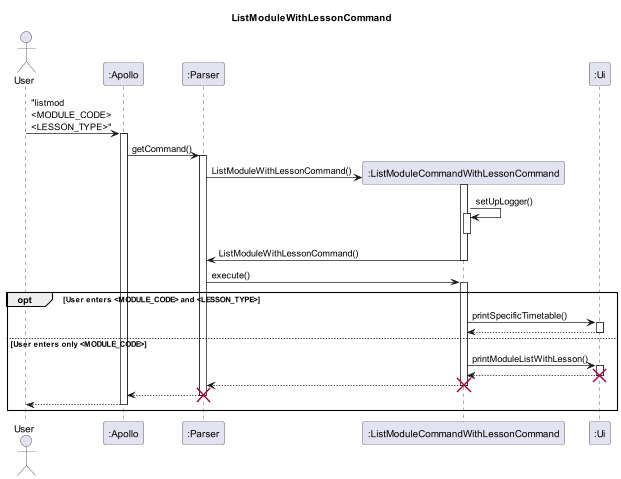 ListModuleWithLessonCommand
User
:Apollo
:Parser
:Ui
"listmod
<MODULE_CODE>
<LESSON_TYPE>"
getCommand()
ListModuleWithLessonCommand()
:ListModuleCommandWithLessonCommand
setUpLogger()
ListModuleWithLessonCommand()
execute()
opt [User enters <MODULE_CODE> and <LESSON_TYPE>]
printSpecificTimetable()
[User enters only <MODULE_CODE>]
printModuleListWithLesson()
User
:Apollo
:Parser
:ListModuleCommandWithLessonCommand
:Ui